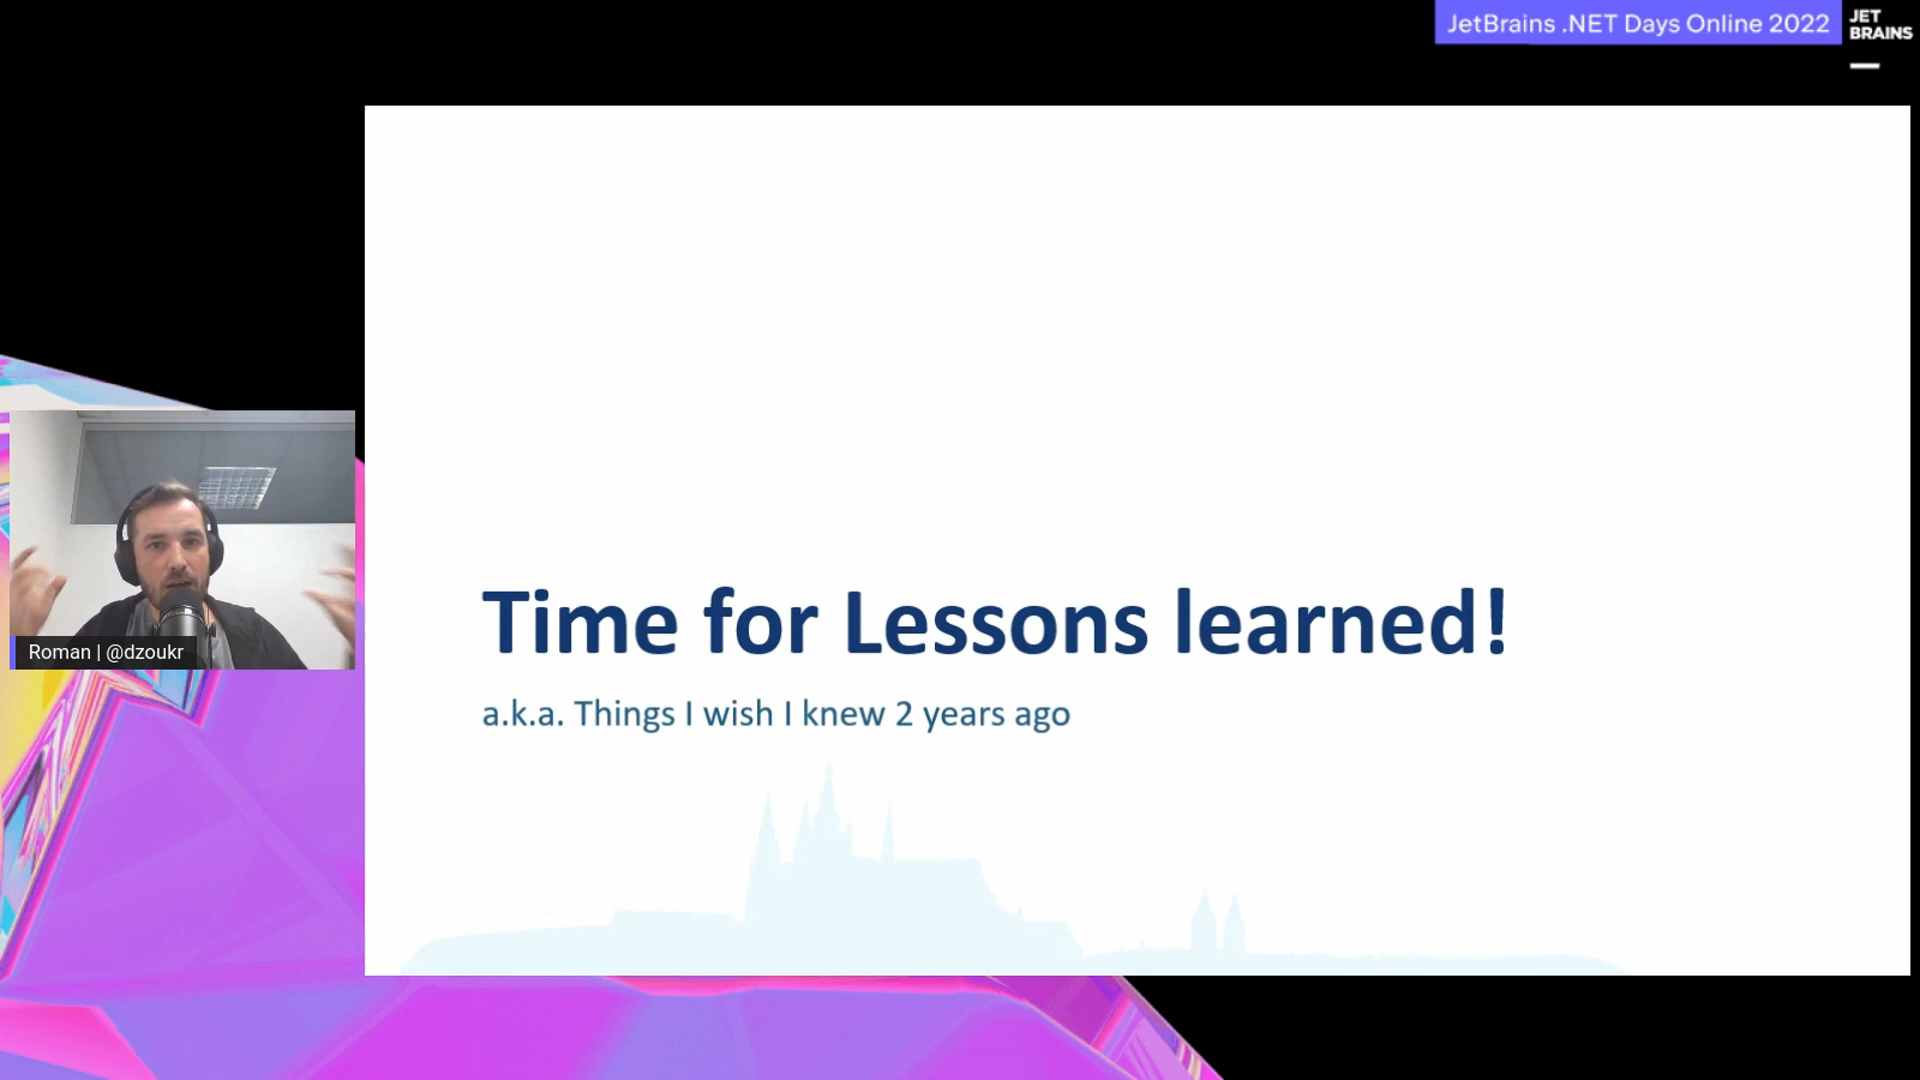 JetBrains .NET Days Online 2022
JET
BRAINS
Time for Lessons learned!
a.k.a. Things I wish I knew 2 years ago
Roman | @dzoukr